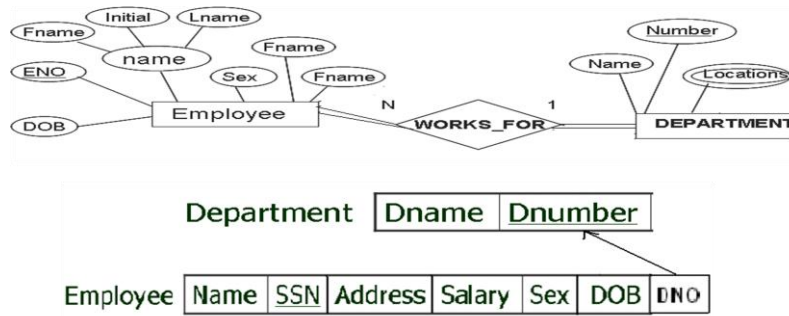 Initial
Lname
Fname
name
Fname
Number
ENO
Sex
Fname
Name
Locations
N
1
Employee
WORKS_FOR
DEPARTMENT
DOB
Department Dname Dnumber
Employee Name SSN Address Salary Sex DOB DNO